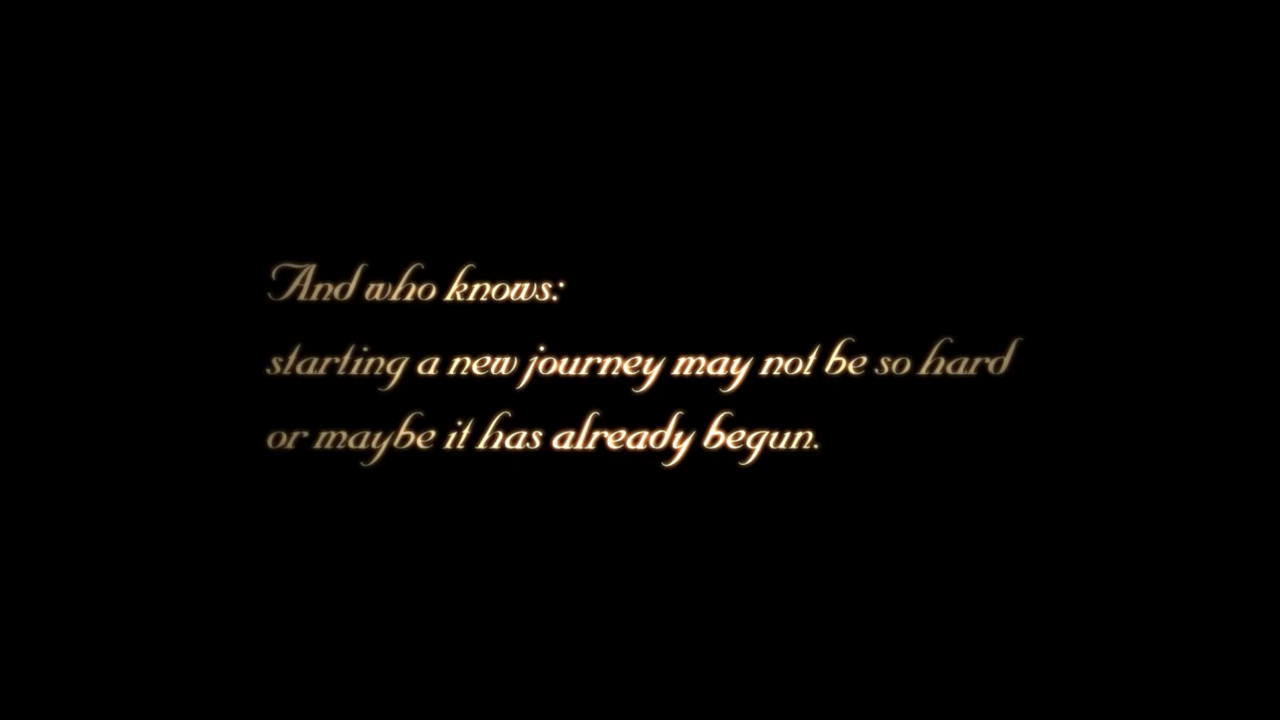 And who knows:
starting a new journey may not be so hard
or maybe it has already begun.